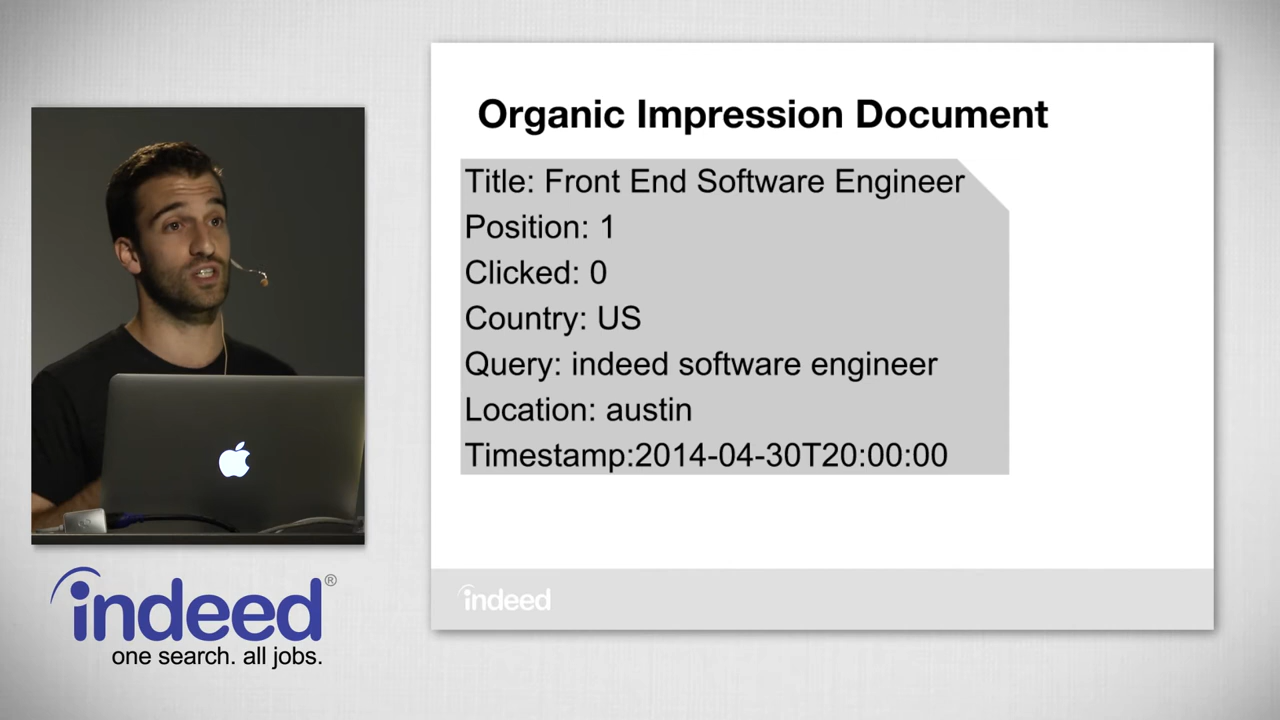 Organic Impression Document
Title: Front End Software Engineer
Position: 1
Clicked: 0
Country: US
Query: indeed software engineer
Location: austin
Timestamp:2014-04-30T20:00:00
indeed
indeed®
one search. all jobs.